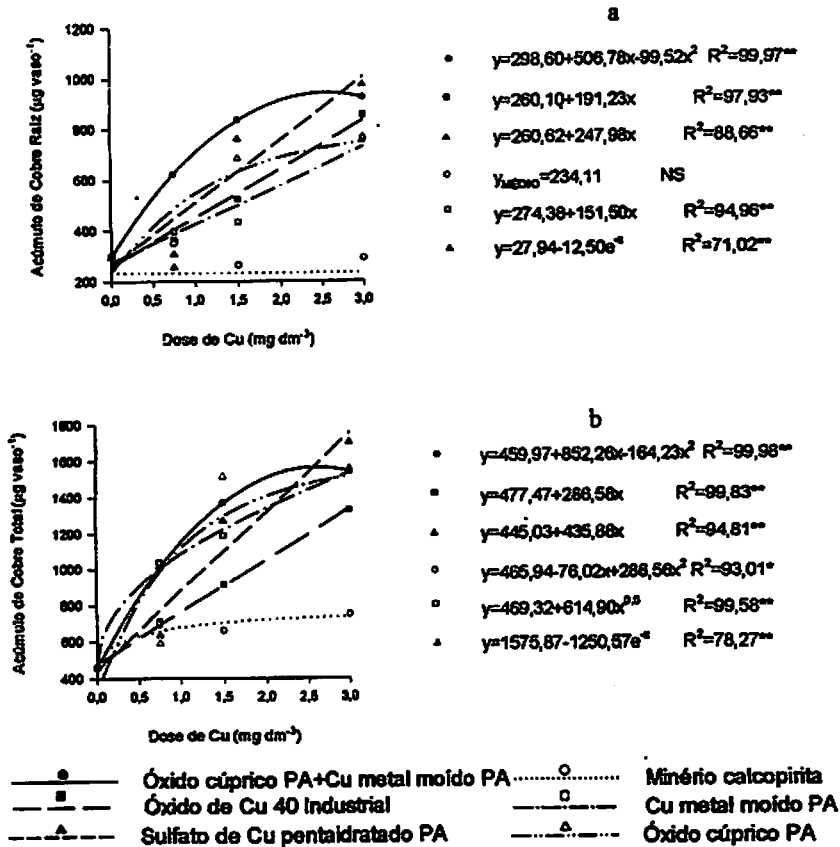 a
1200
1000
800
600
400
200
0,0 0,5 1,0 1,5 2,0 2,5 3,0
Acúmulo de Cobre Raiz (µg vaso⁻¹)
Dose de Cu (mg dm⁻³)
y=298,60+506,78x-99,52x² R²=99,97**
y=260,10+191,23x R²=97,93**
y=260,62+247,98x R²=88,66**
yMÉDIO=234,11 NS
y=274,38+151,50x R²=94,96**
y=27,94-12,50e⁻ˣ R²=71,02**
b
1800
1600
1400
1200
1000
800
600
400
0,0 0,5 1,0 1,5 2,0 2,5 3,0
Acúmulo de Cobre Total (µg vaso⁻¹)
Dose de Cu (mg dm⁻³)
y=459,97+852,26x-164,23x² R²=99,98**
y=477,47+286,58x R²=99,83**
y=445,03+435,88x R²=94,81**
y=465,94-76,02x+286,56x² R²=93,01*
y=469,32+614,90x⁰,⁵ R²=99,58**
y=1575,87-1250,57e⁻ˣ R²=78,27**
Óxido cúprico PA+Cu metal moído PA Minério calcopirita
Óxido de Cu 40 Industrial Cu metal moído PA
Sulfato de Cu pentaidratado PA Óxido cúprico PA